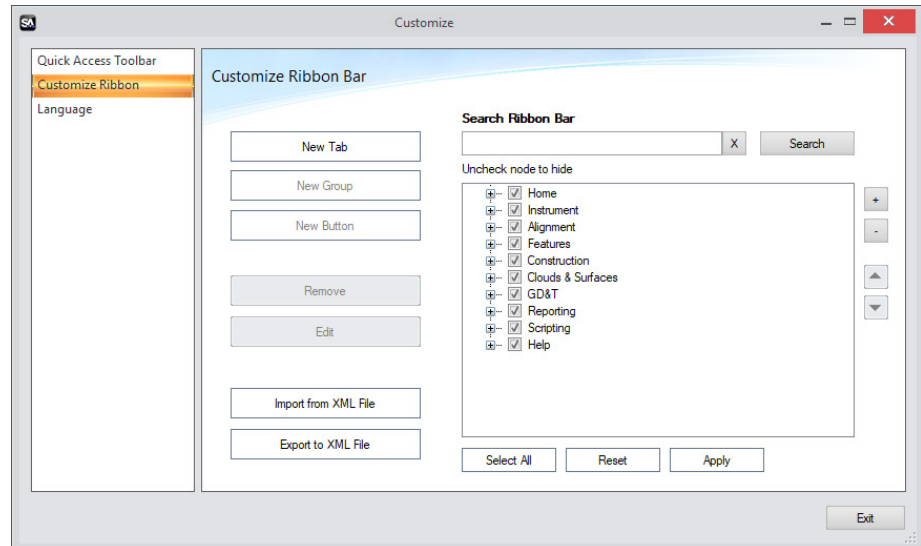 SA
Customize
Quick Access Toolbar
Customize Ribbon
Language
Customize Ribbon Bar
New Tab
New Group
New Button
Remove
Edit
Import from XML File
Export to XML File
Search Ribbon Bar
X
Search
Uncheck node to hide
Home
Instrument
Alignment
Features
Construction
Clouds & Surfaces
GD&T
Reporting
Scripting
Help
+
-
Select All
Reset
Apply
Exit